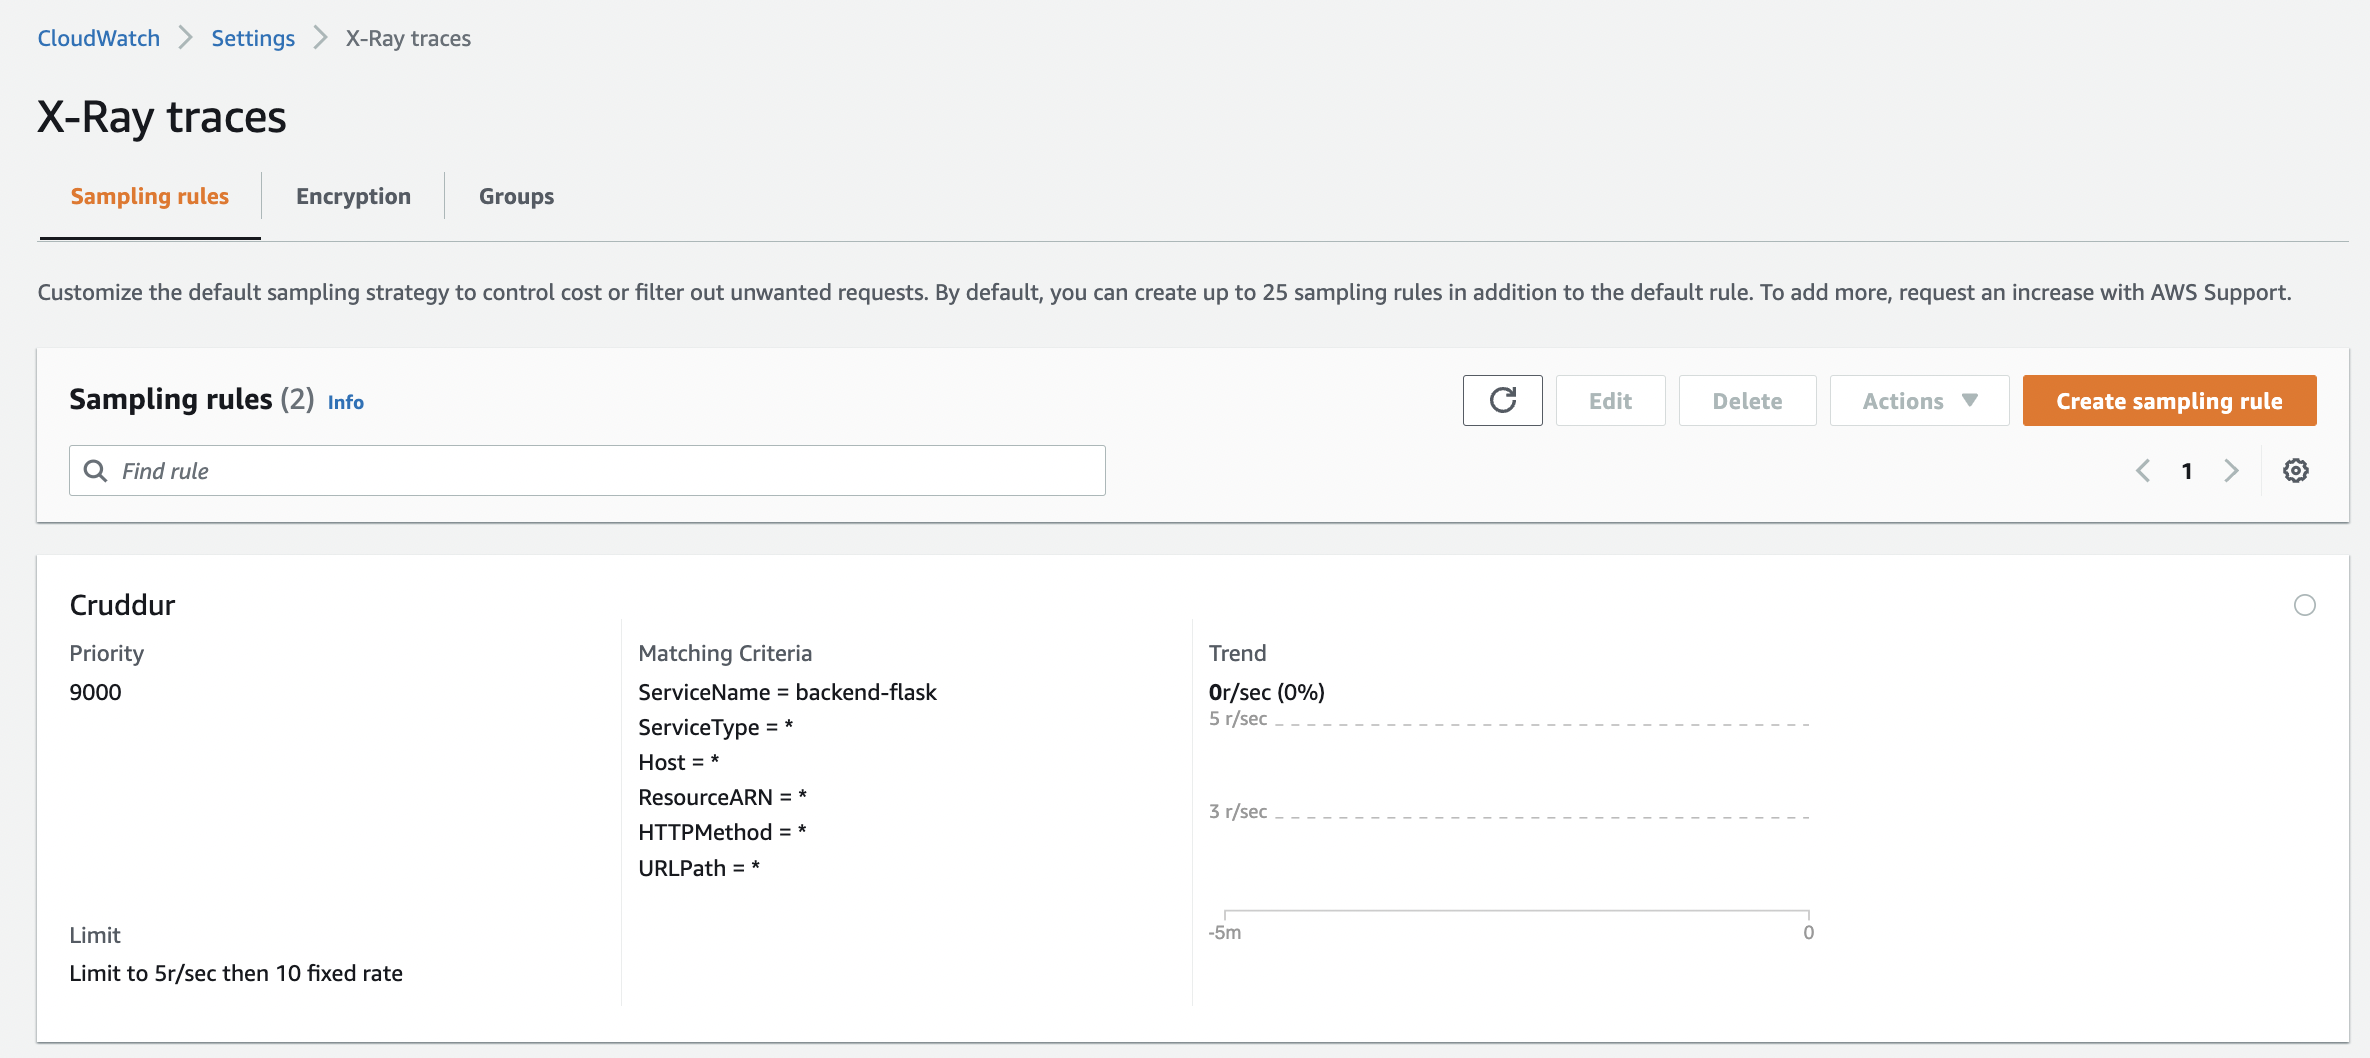 CloudWatch > Settings > X-Ray traces
X-Ray traces
Sampling rules
Encryption
Groups
Customize the default sampling strategy to control cost or filter out unwanted requests. By default, you can create up to 25 sampling rules in addition to the default rule. To add more, request an increase with AWS Support.
Sampling rules (2) Info
Edit
Delete
Actions
Create sampling rule
Find rule
1
Cruddur
Priority
9000
Limit
Limit to 5r/sec then 10 fixed rate
Matching Criteria
ServiceName = backend-flask
ServiceType = *
Host = *
ResourceARN = *
HTTPMethod = *
URLPath = *
Trend
0r/sec (0%)
5 r/sec
3 r/sec
-5m
0